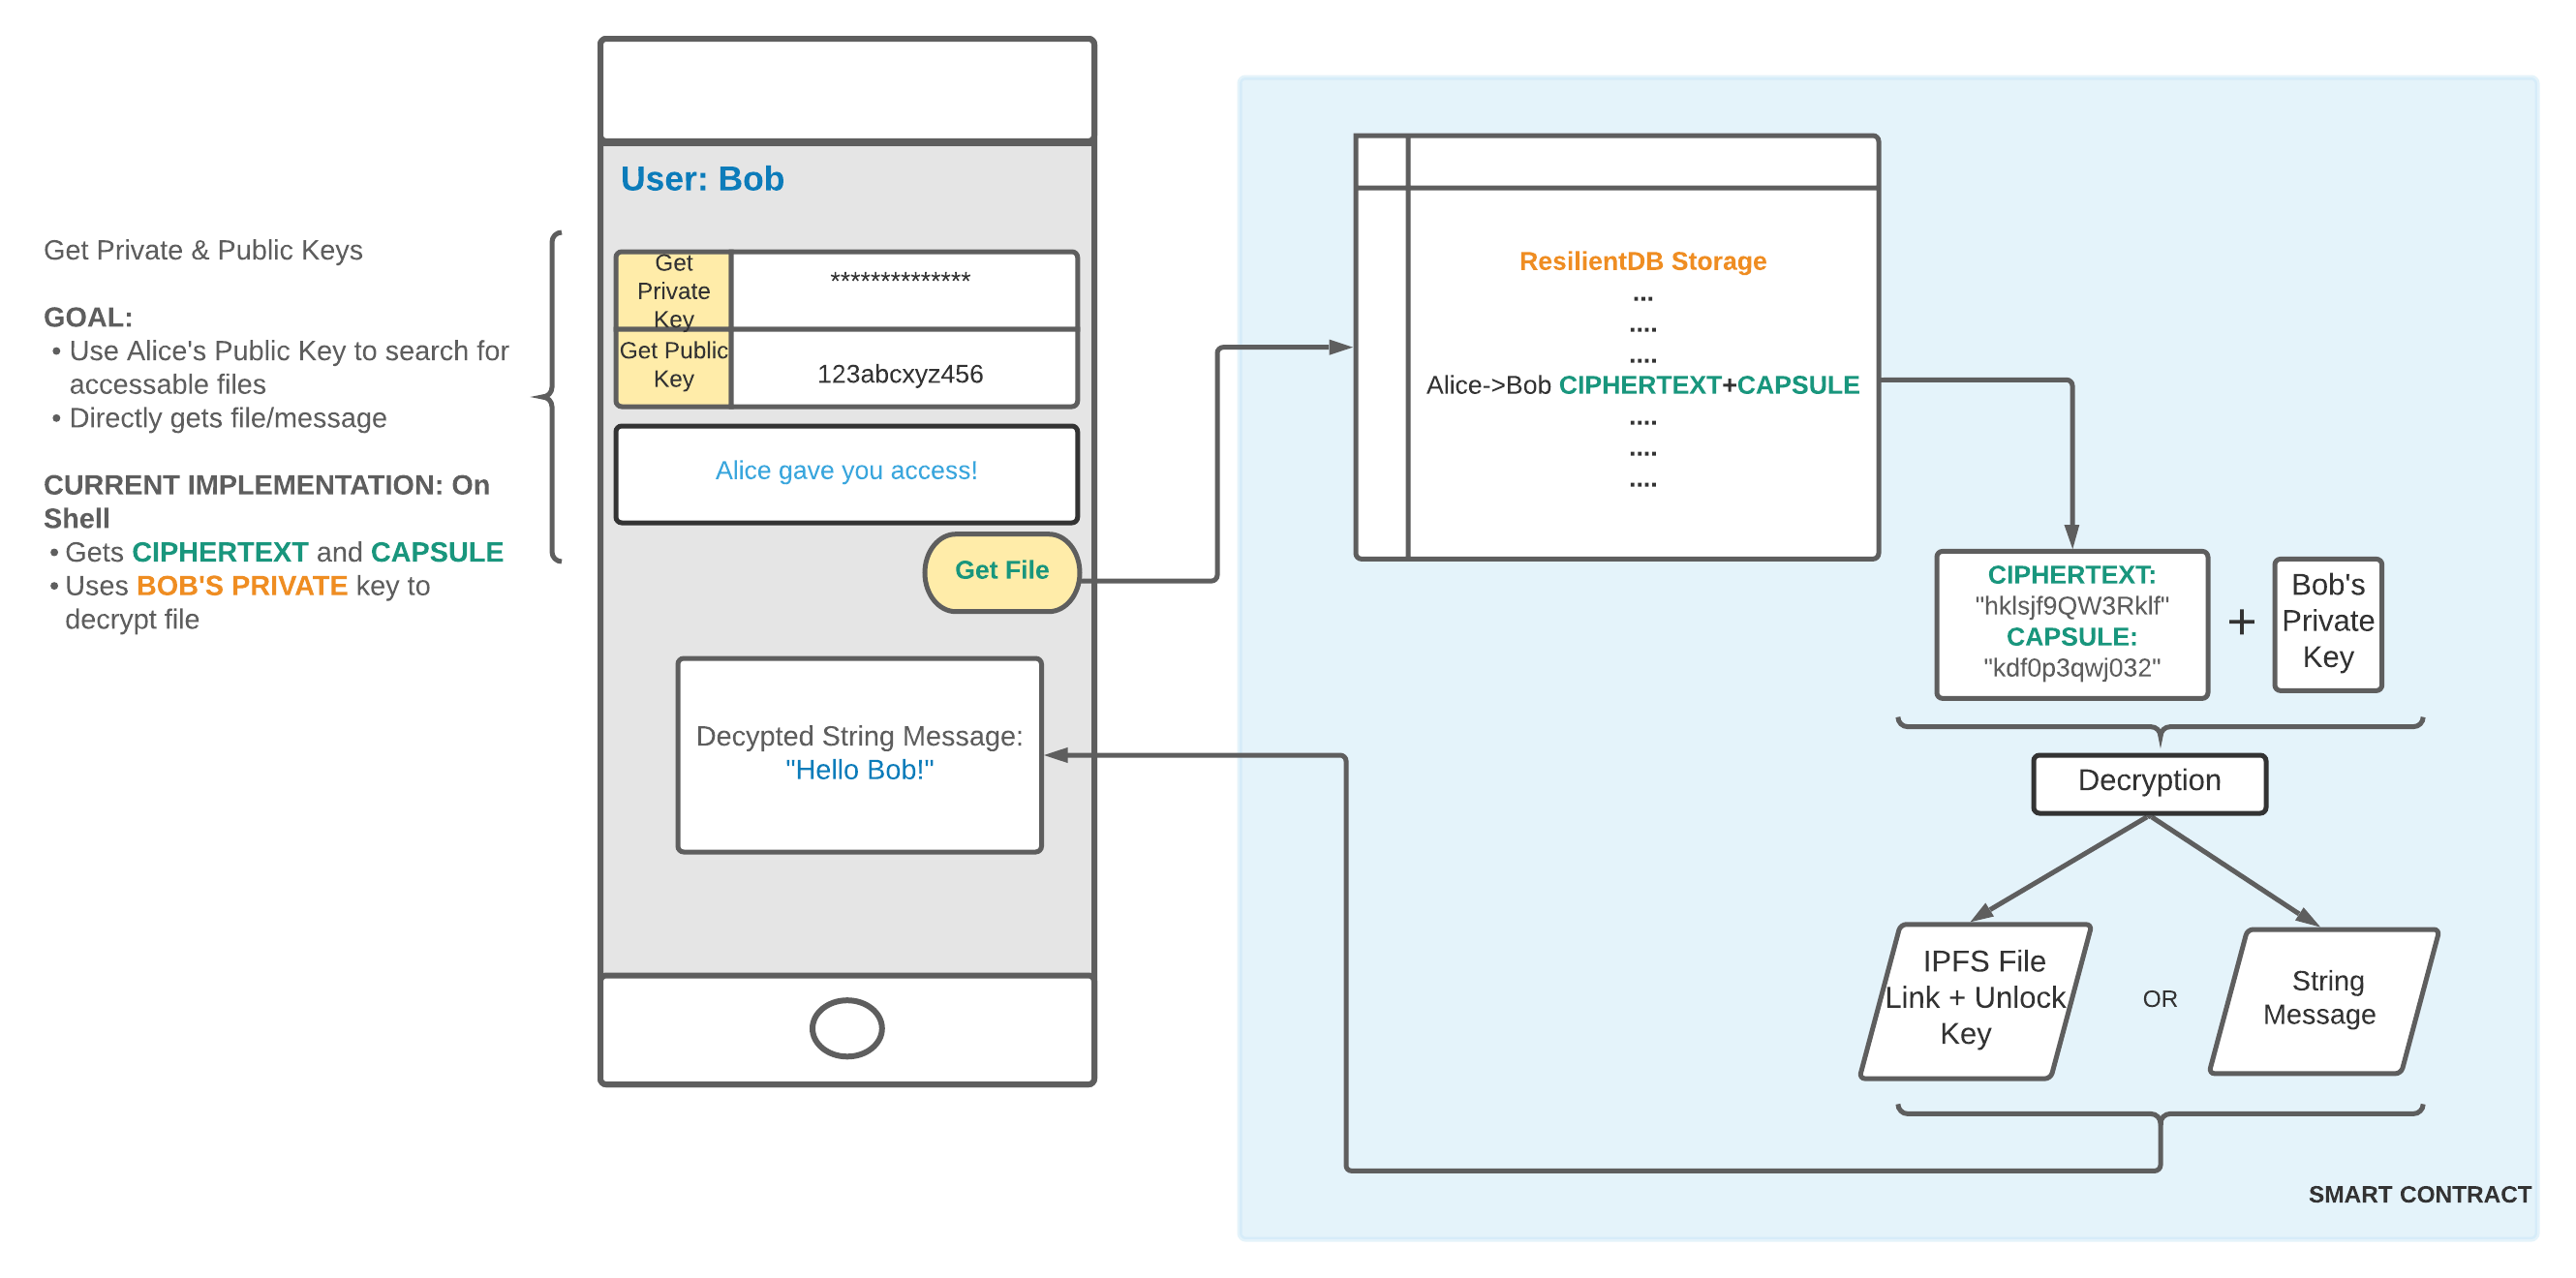 Get Private & Public Keys
GOAL:
• Use Alice's Public Key to search for
accessable files
• Directly gets file/message
CURRENT IMPLEMENTATION: On
Shell
• Gets CIPHERTEXT and CAPSULE
• Uses BOB'S PRIVATE key to
decrypt file
User: Bob
Get
Private
Key
**************
Get Public
Key
123abcxyz456
Alice gave you access!
Get File
Decypted String Message:
"Hello Bob!"
ResilientDB Storage
...
....
....
Alice->Bob CIPHERTEXT+CAPSULE
....
....
....
CIPHERTEXT:
"hklsjf9QW3Rklf"
CAPSULE:
"kdf0p3qwj032"
+
Bob's
Private
Key
Decryption
IPFS File
Link + Unlock
Key
OR
String
Message
SMART CONTRACT